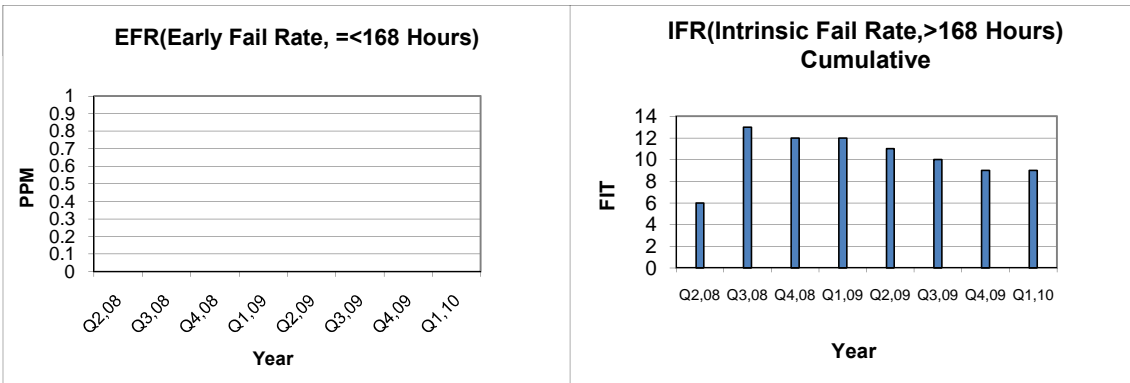 EFR(Early Fail Rate, =<168 Hours)
1
0.9
0.8
0.7
0.6
0.5
0.4
0.3
0.2
0.1
0
PPM
Q2,08 Q3,08 Q4,08 Q1,09 Q2,09 Q3,09 Q4,09 Q1,10
Year
IFR(Intrinsic Fail Rate,>168 Hours)
Cumulative
14
12
10
8
6
4
2
0
FIT
Q2,08 Q3,08 Q4,08 Q1,09 Q2,09 Q3,09 Q4,09 Q1,10
Year